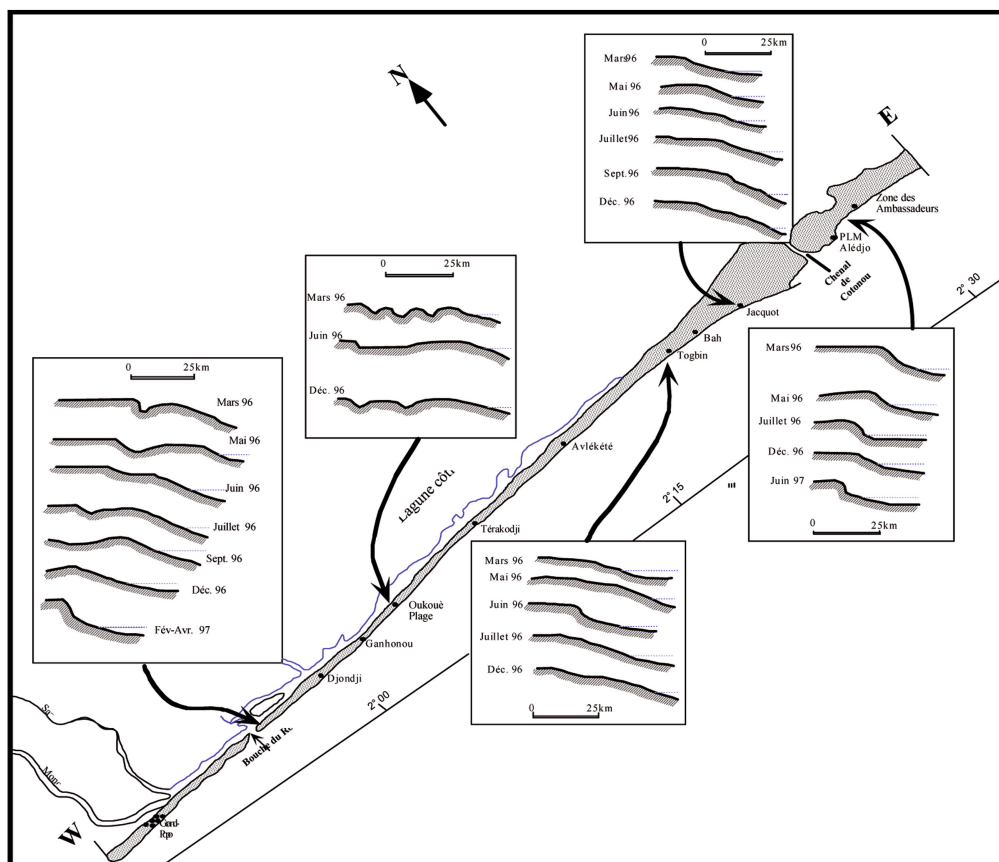 N
0 25km
Mars96
Mai 96
Juin96
Juillet96
Sept.96
Déc. 96
E
Zone des
Ambassadeurs
PLM
Alédjo
Chenal
de
Cotonou
2° 30
Jacquot
Bah
Togbin
0 25km
Mars 96
Juin 96
Déc. 96
Mars96
Mai 96
Juillet 96
Déc. 96
Juin 97
0 25km
0 25km
Mars 96
Mai 96
Juin 96
Juillet 96
Sept. 96
Déc. 96
Fév-Avr. 97
Avlékété
2° 15
Lagune
Térakodji
Mars 96
Mai 96
Juin 96
Juillet 96
Déc. 96
0 25km
Oukouè
Plage
Ganhonou
Djondji
2° 00
Bouche du
W